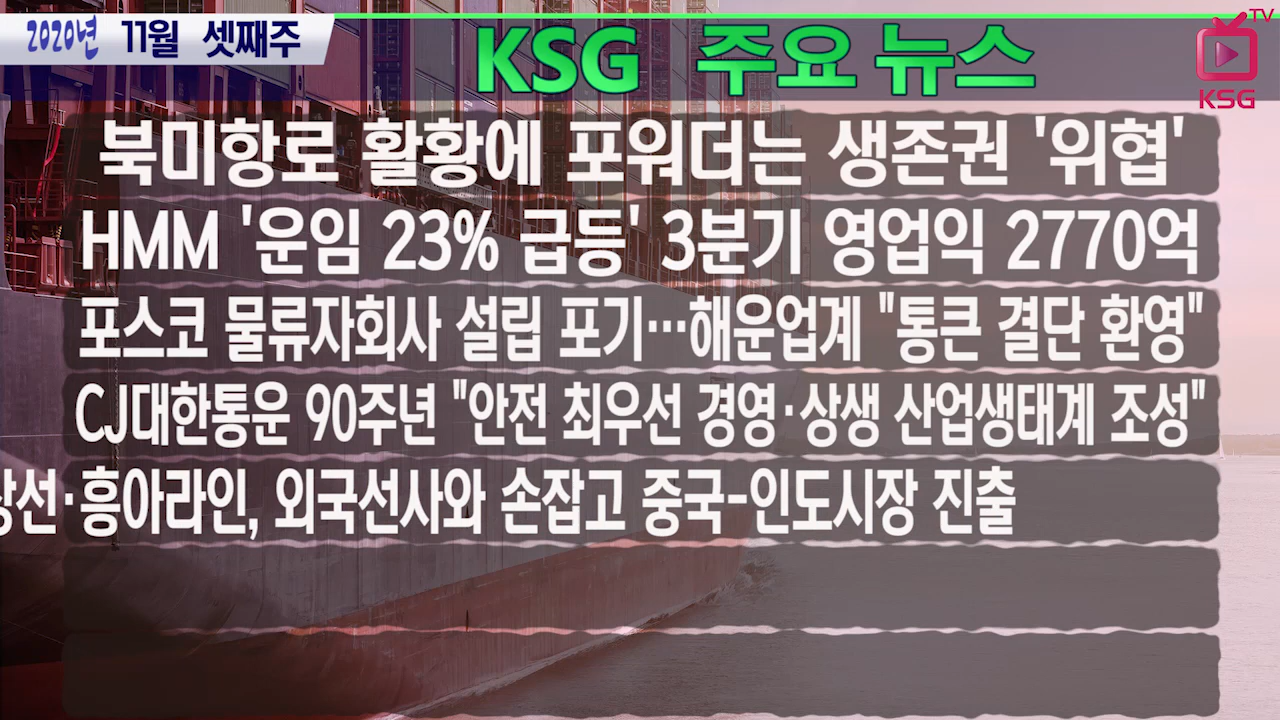 2020년 11월 셋째주
KSG 주요 뉴스
TV
KSG
북미항로 활황에 포워더는 생존권 '위협'
HMM '운임 23% 급등' 3분기 영업익 2770억
포스코 물류자회사 설립 포기…해운업계 "통큰 결단 환영"
CJ대한통운 90주년 "안전 최우선 경영·상생 산업생태계 조성"
상선·흥아라인, 외국선사와 손잡고 중국-인도시장 진출